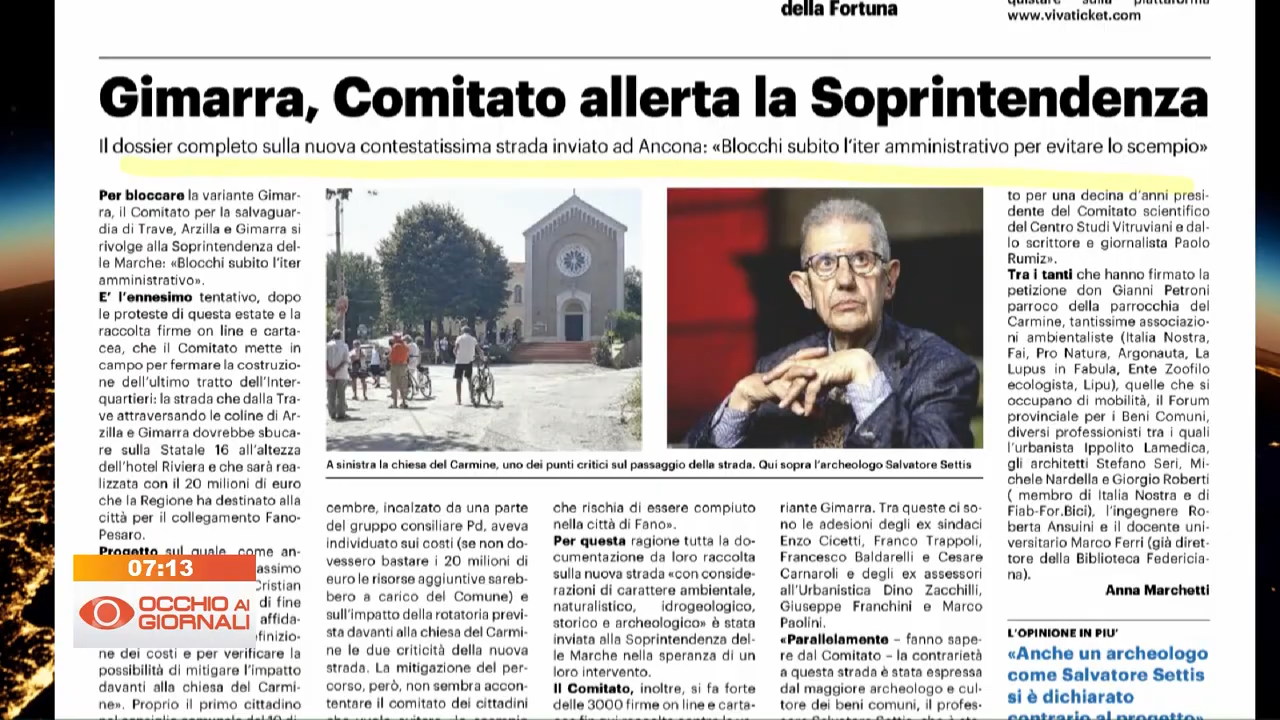 della Fortuna
www.vivaticket.com
Gimarra, Comitato allerta la Soprintendenza
Il dossier completo sulla nuova contestatissima strada inviato ad Ancona: «Blocchi subito l'iter amministrativo per evitare lo scempio»
Per bloccare la variante Gimar-
ra, il Comitato per la salvaguar-
dia di Trave, Arzilla e Gimarra si
rivolge alla Soprintendenza del-
le Marche: «Blocchi subito l'iter
amministrativo».
E' l'ennesimo tentativo, dopo
le proteste di questa estate e la
raccolta firme on line e carta-
cea, che il Comitato mette in
campo per fermare la costruzio-
ne dell'ultimo tratto dell'Inter-
quartieri: la strada che dalla Tra-
ve attraversando le coline di Ar-
zilla e Gimarra dovrebbe sbuca-
re sulla Statale 16 all'altezza
dell'hotel Riviera e che sarà rea-
lizzata con il 20 milioni di euro
che la Regione ha destinato alla
città per il collegamento Fano-
Pesaro.
Progetto sul quale, come an-
assimo
Cristian
di fine
affida-
efinizio-
ne dei costi e per verificare la
possibilità di mitigare l'impatto
davanti alla chiesa del Carmi-
ne». Proprio il primo cittadino
A sinistra la chiesa del Carmine, uno dei punti critici sul passaggio della strada. Qui sopra l'archeologo Salvatore Settis
cembre, incalzato da una parte
del gruppo consiliare Pd, aveva
individuato sui costi (se non do-
vessero bastare i 20 milioni di
euro le risorse aggiuntive sareb-
bero a carico del Comune) e
sull'impatto della rotatoria previ-
sta davanti alla chiesa del Carmi-
ne le due criticità della nuova
strada. La mitigazione del per-
corso, però, non sembra accon-
tentare il comitato dei cittadini
che rischia di essere compiuto
nella città di Fano».
Per questa ragione tutta la do-
cumentazione da loro raccolta
sulla nuova strada «con conside-
razioni di carattere ambientale,
naturalistico, idrogeologico,
storico e archeologico» è stata
inviata alla Soprintendenza del-
le Marche nella speranza di un
loro intervento.
Il Comitato, inoltre, si fa forte
delle 3000 firme on line e carta-
riante Gimarra. Tra queste ci so-
no le adesioni degli ex sindaci
Enzo Cicetti, Franco Trappoli,
Francesco Baldarelli e Cesare
Carnaroli e degli ex assessori
all'Urbanistica Dino Zacchilli,
Giuseppe Franchini e Marco
Paolini.
«Parallelamente – fanno sape-
re dal Comitato – la contrarietà
a questa strada è stata espressa
dal maggiore archeologo e cul-
tore dei beni comuni, il profes-
to per una decina d'anni presi-
dente del Comitato scientifico
del Centro Studi Vitruviani e dal-
lo scrittore e giornalista Paolo
Rumiz».
Tra i tanti che hanno firmato la
petizione don Gianni Petroni
parroco della parrocchia del
Carmine, tantissime associazio-
ni ambientaliste (Italia Nostra,
Fai, Pro Natura, Argonauta, La
Lupus in Fabula, Ente Zoofilo
ecologista, Lipu), quelle che si
occupano di mobilità, il Forum
provinciale per i Beni Comuni,
diversi professionisti tra i quali
l'urbanista Ippolito Lamedica,
gli architetti Stefano Seri, Mi-
chele Nardella e Giorgio Roberti
( membro di Italia Nostra e di
Fiab-For.Bici), l'ingegnere Ro-
berta Ansuini e il docente uni-
versitario Marco Ferri (già diret-
tore della Biblioteca Federicia-
na).
Anna Marchetti
L'OPINIONE IN PIU'
«Anche un archeologo
come Salvatore Settis
si è dichiarato
contrario al progetto»
07:13
OCCHIO AI
GIORNALI